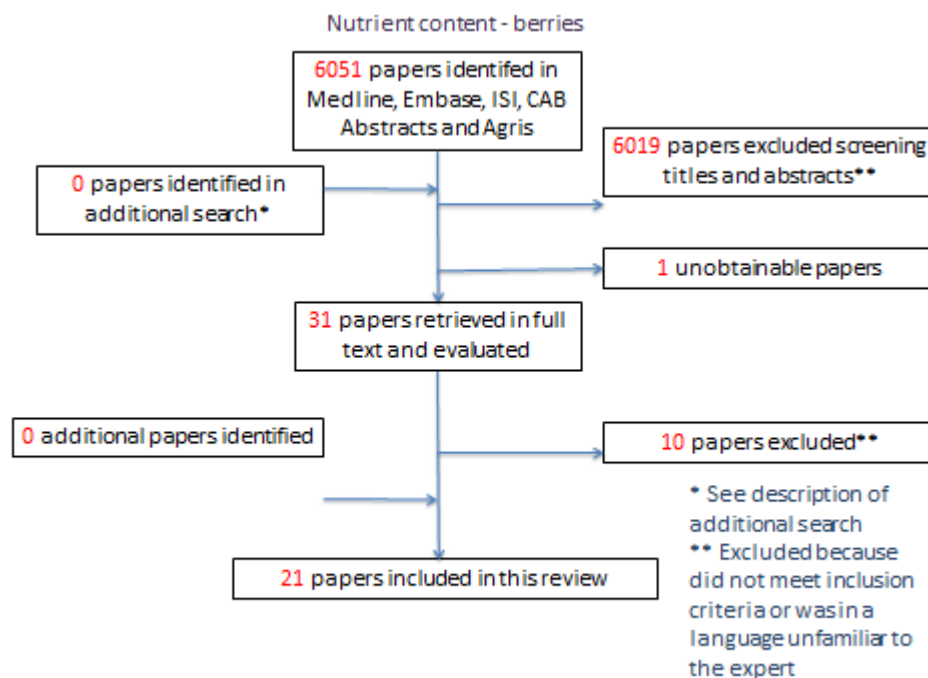 Nutrient content - berries
6051 papers identifed in
Medline, Embase, ISI, CAB
Abstracts and Agris
0 papers identified in
additional search*
6019 papers excluded screening
titles and abstracts**
1 unobtainable papers
31 papers retrieved in full
text and evaluated
0 additional papers identified
10 papers excluded**
* See description of
additional search
** Excluded because
did not meet inclusion
criteria or was in a
language unfamiliar to
the expert
21 papers included in this review